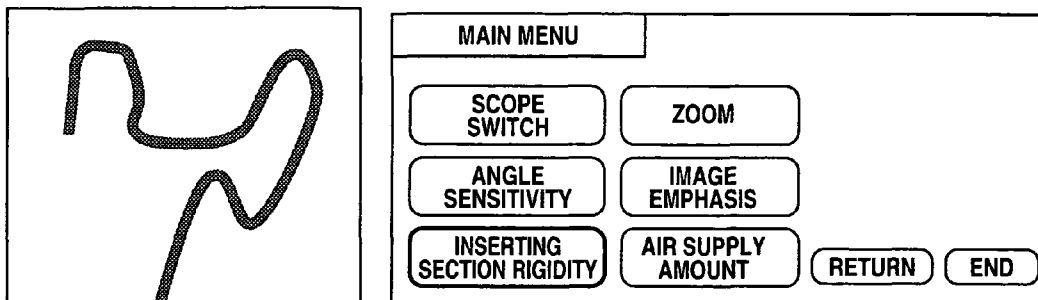 MAIN MENU
SCOPE
SWITCH
ZOOM
ANGLE
SENSITIVITY
IMAGE
EMPHASIS
INSERTING
SECTION RIGIDITY
AIR SUPPLY
AMOUNT
RETURN
END